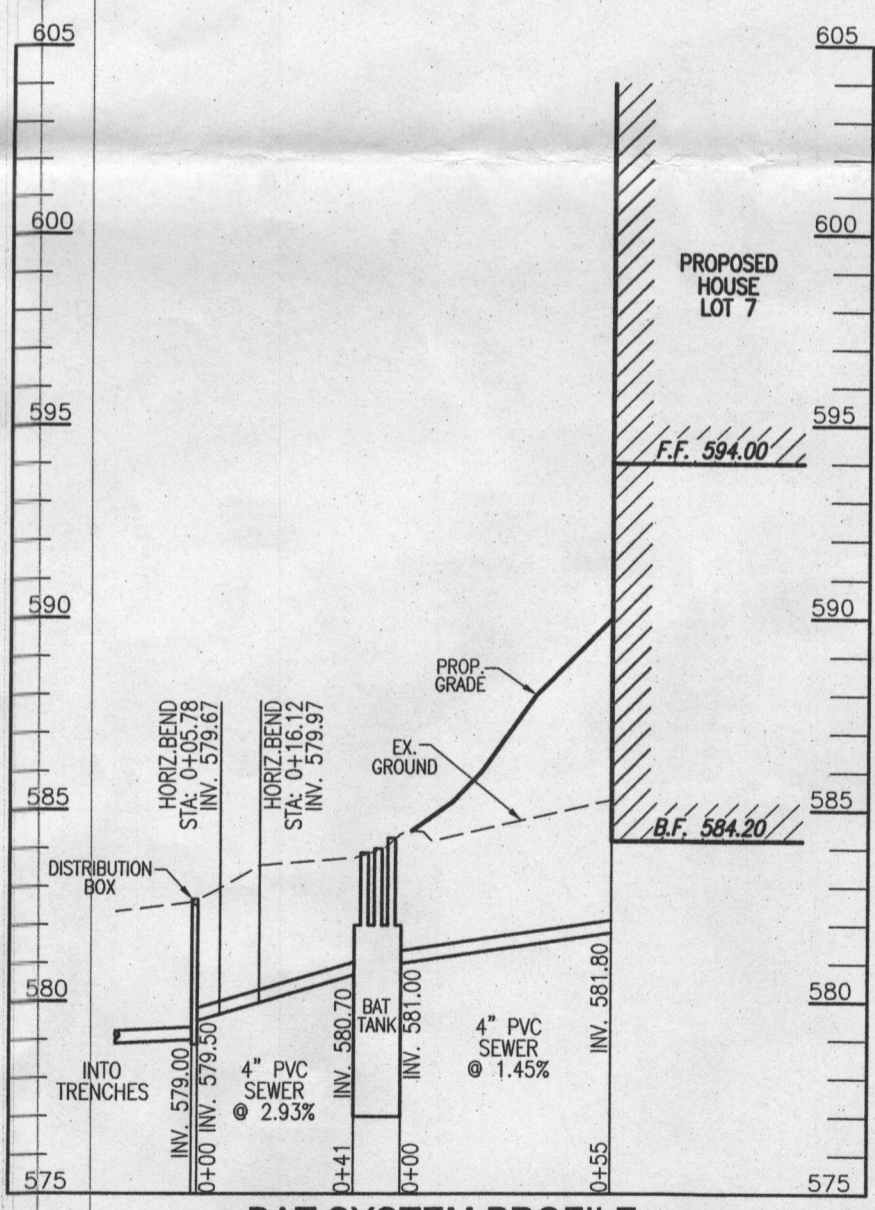 605
605
600
600
PROPOSED
HOUSE
LOT 7
595
595
F.F. 594.00
590
590
PROP.
GRADE
EX.
GROUND
HORIZ.BEND
STA: 0+05.78
INV. 579.67
HORIZ.BEND
STA: 0+16.12
INV. 579.97
585
585
B.F. 584.20
DISTRIBUTION
BOX
580
580
BAT
TANK
INTO
TRENCHES
INV. 579.00
INV. 579.50
4" PVC
SEWER
@ 2.93%
INV. 580.70
INV. 581.00
4" PVC
SEWER
@ 1.45%
INV. 581.80
0+00
0+41
0+00
0+55
575
575
BAT SYSTEM PROFILE